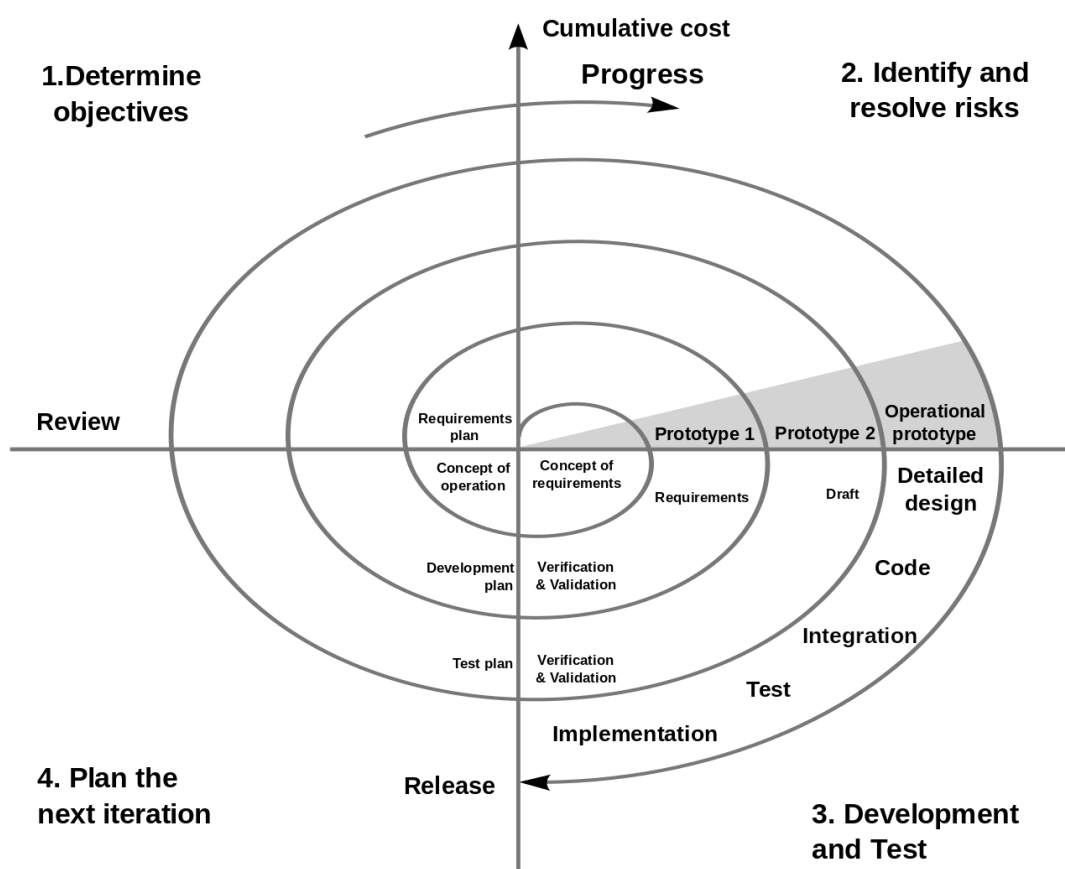 Cumulative cost
Progress
1.Determine
objectives
2. Identify and
resolve risks
Review
Requirements
plan
Prototype 1
Prototype 2
Operational
prototype
Concept of
operation
Concept of
requirements
Requirements
Draft
Detailed
design
Development
plan
Verification
& Validation
Code
Integration
Test plan
Verification
& Validation
Test
Implementation
Release
4. Plan the
next iteration
3. Development
and Test